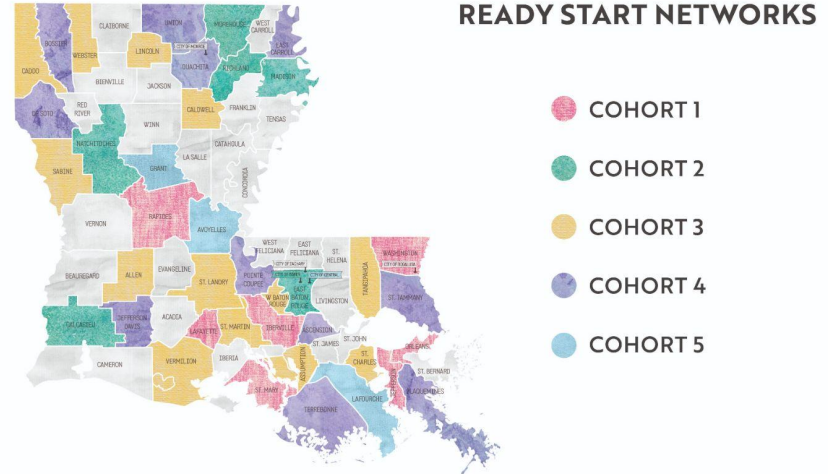 READY START NETWORKS
COHORT 1
COHORT 2
COHORT 3
COHORT 4
COHORT 5
CLAIBORNE
UNION
MOREHOUSE
WEST
CARROLL
EAST
CARROLL
BOSSIER
WEBSTER
LINCOLN
CITY OF MONROE
OUACHITA
RICHLAND
MADISON
CADDO
BIENVILLE
JACKSON
DESOTO
RED
RIVER
CALDWELL
FRANKLIN
TENSAS
WINN
NATCHITOCHES
CATAHOULA
LA SALLE
SABINE
GRANT
CONCORDIA
VERNON
RAPIDES
AVOYELLES
WEST
FELICIANA
EAST
FELICIANA
ST.
HELENA
WASHINGTON
CITY OF ZACHARY
CITY OF BAKER
CITY OF CENTRAL
CITY OF BOGALUSA
TANGIPAHOA
BEAUREGARD
ALLEN
EVANGELINE
ST. LANDRY
POINTE
COUPEE
W BATON
ROUGE
EAST
BATON
ROUGE
LIVINGSTON
ST. TAMMANY
CALCASIEU
JEFFERSON
DAVIS
ACADIA
LAFAYETTE
ST. MARTIN
IBERVILLE
ASCENSION
ST. JAMES
ST. JOHN
ORLEANS
CAMERON
VERMILION
IBERIA
ASSUMPTION
ST.
CHARLES
JEFFERSON
ST. BERNARD
PLAQUEMINES
ST. MARY
TERREBONNE
LAFOURCHE